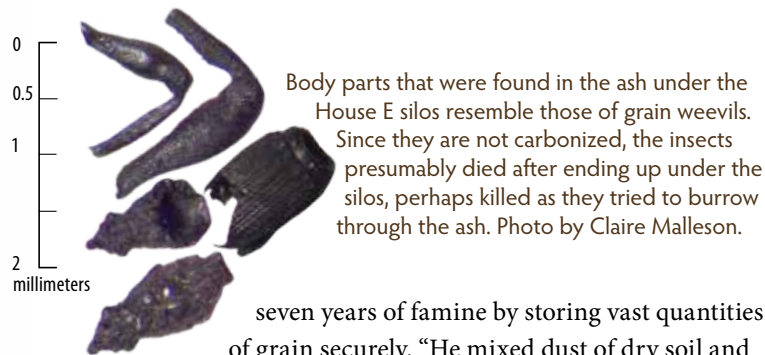 0
0.5
1
2
millimeters
Body parts that were found in the ash under the
House E silos resemble those of grain weevils.
Since they are not carbonized, the insects
presumably died after ending up under the
silos, perhaps killed as they tried to burrow
through the ash. Photo by Claire Malleson.
seven years of famine by storing vast quantities
of grain securely. “He mixed dust of dry soil and